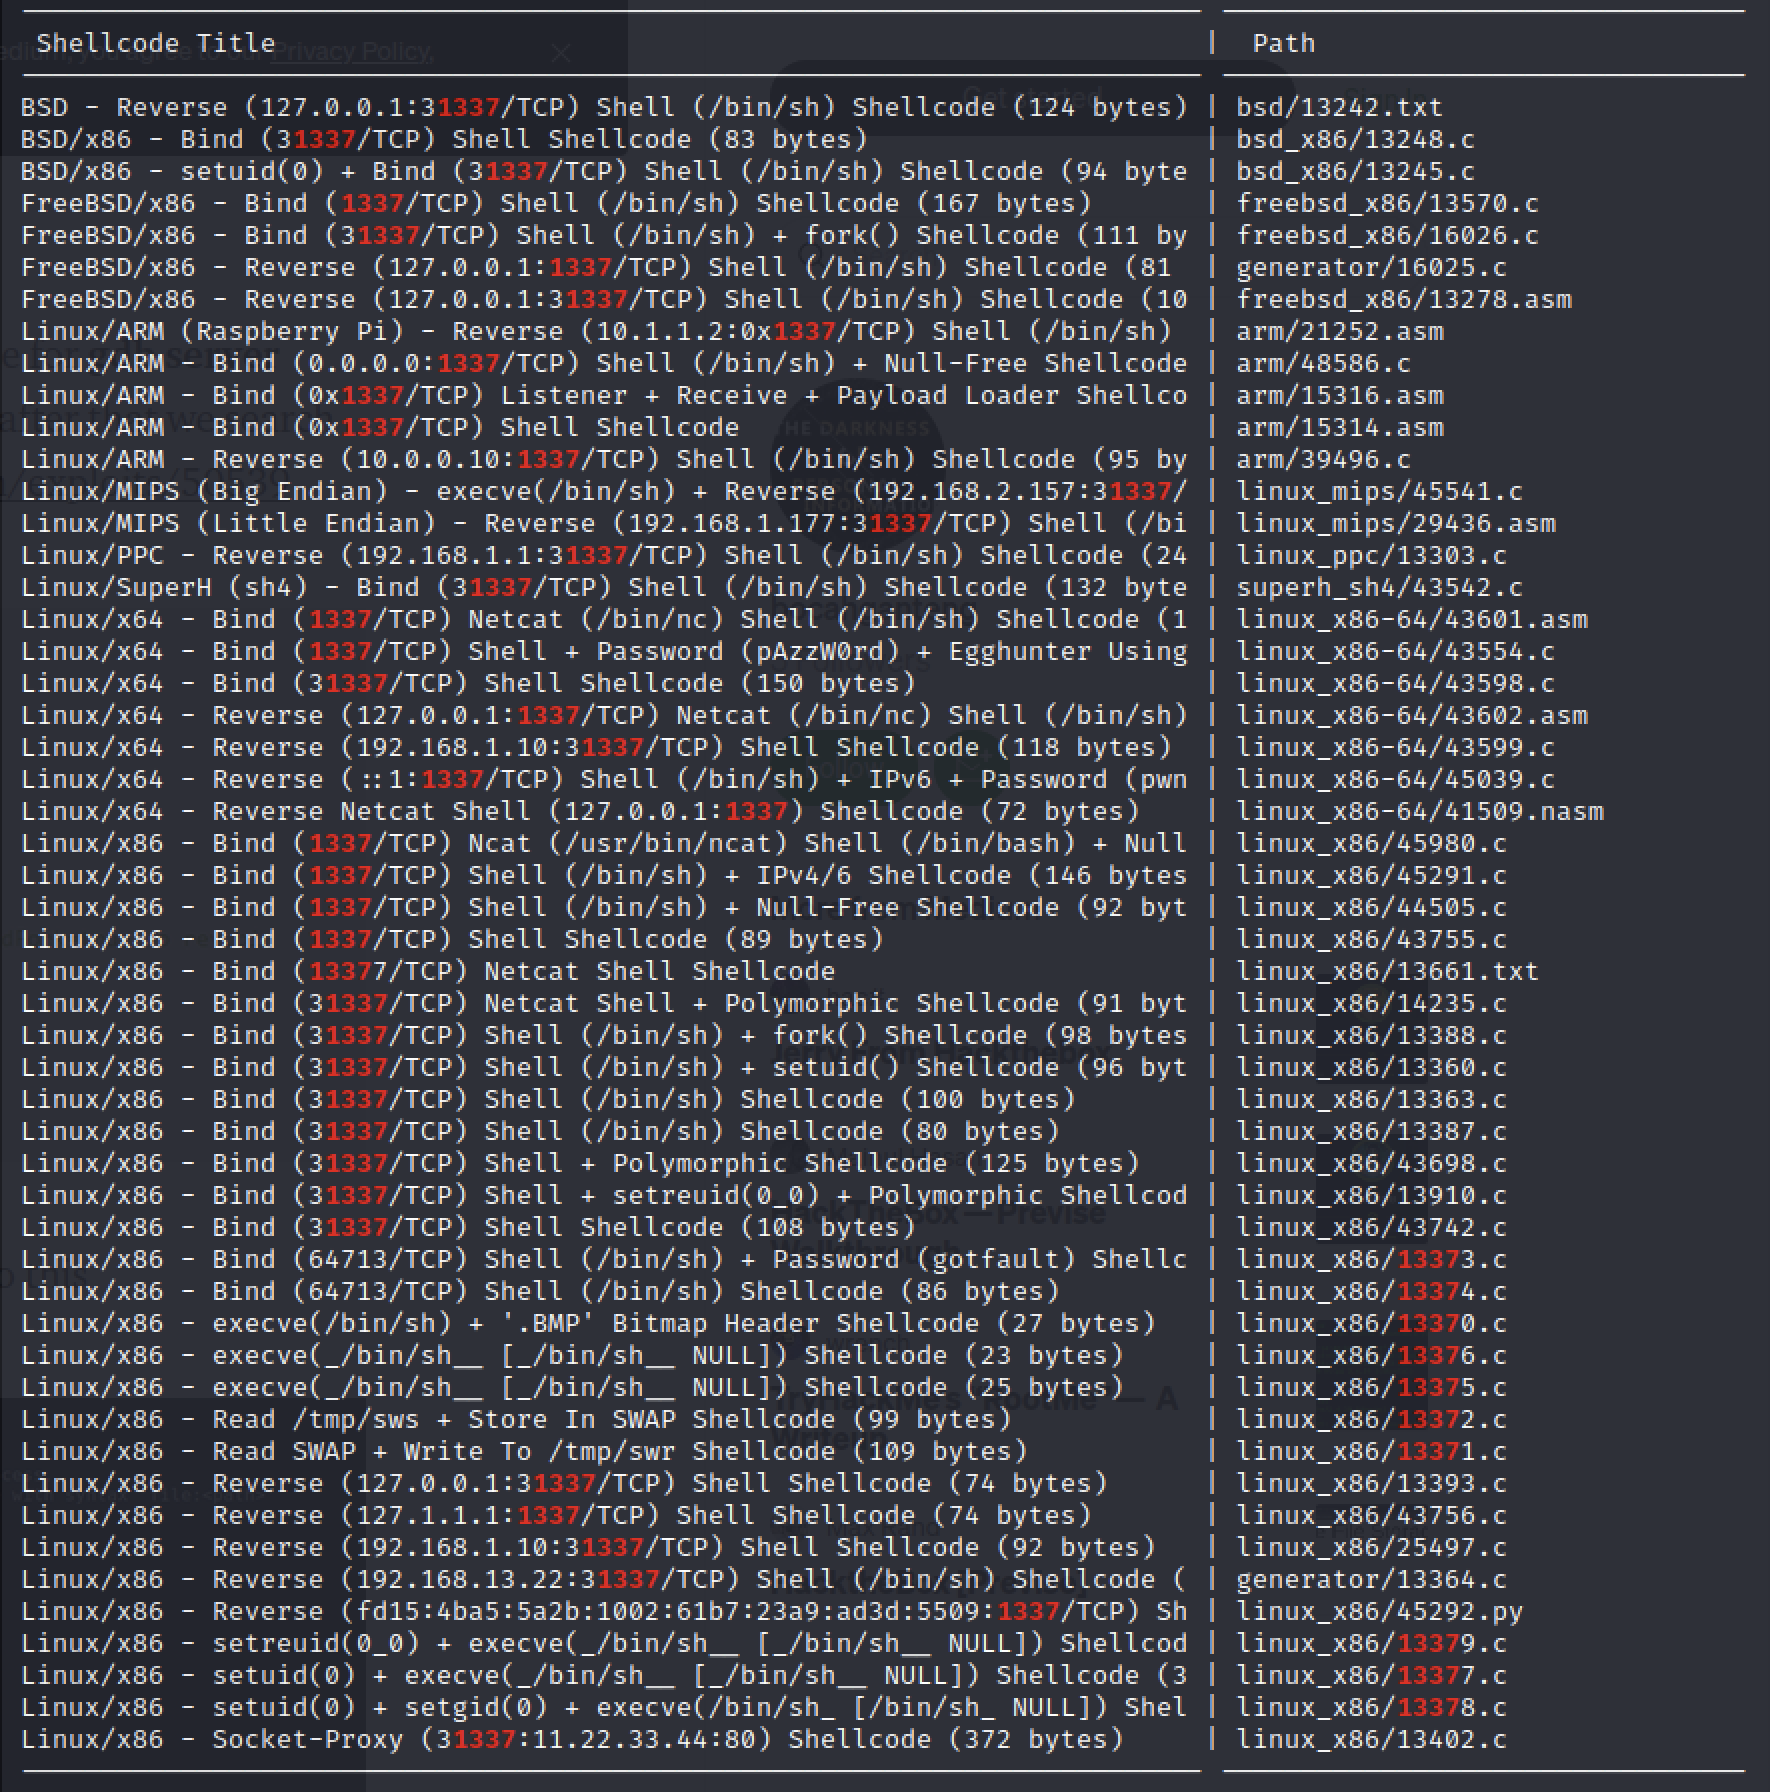 Shellcode Title | Path
BSD - Reverse (127.0.0.1:31337/TCP) Shell (/bin/sh) Shellcode (124 bytes) | bsd/13242.txt
BSD/x86 - Bind (31337/TCP) Shell Shellcode (83 bytes) | bsd_x86/13248.c
BSD/x86 - setuid(0) + Bind (31337/TCP) Shell (/bin/sh) Shellcode (94 byte | bsd_x86/13245.c
FreeBSD/x86 - Bind (1337/TCP) Shell (/bin/sh) Shellcode (167 bytes) | freebsd_x86/13570.c
FreeBSD/x86 - Bind (31337/TCP) Shell (/bin/sh) + fork() Shellcode (111 by | freebsd_x86/16026.c
FreeBSD/x86 - Reverse (127.0.0.1:1337/TCP) Shell (/bin/sh) Shellcode (81 | generator/16025.c
FreeBSD/x86 - Reverse (127.0.0.1:31337/TCP) Shell (/bin/sh) Shellcode (10 | freebsd_x86/13278.asm
Linux/ARM (Raspberry Pi) - Reverse (10.1.1.2:0x1337/TCP) Shell (/bin/sh) | arm/21252.asm
Linux/ARM - Bind (0.0.0.0:1337/TCP) Shell (/bin/sh) + Null-Free Shellcode | arm/48586.c
Linux/ARM - Bind (0x1337/TCP) Listener + Receive + Payload Loader Shellco | arm/15316.asm
Linux/ARM - Bind (0x1337/TCP) Shell Shellcode | arm/15314.asm
Linux/ARM - Reverse (10.0.0.10:1337/TCP) Shell (/bin/sh) Shellcode (95 by | arm/39496.c
Linux/MIPS (Big Endian) - execve(/bin/sh) + Reverse (192.168.2.157:31337/ | linux_mips/45541.c
Linux/MIPS (Little Endian) - Reverse (192.168.1.177:31337/TCP) Shell (/bi | linux_mips/29436.asm
Linux/PPC - Reverse (192.168.1.1:31337/TCP) Shell (/bin/sh) Shellcode (24 | linux_ppc/13303.c
Linux/SuperH (sh4) - Bind (31337/TCP) Shell (/bin/sh) Shellcode (132 byte | superh_sh4/43542.c
Linux/x64 - Bind (1337/TCP) Netcat (/bin/nc) Shell (/bin/sh) Shellcode (1 | linux_x86-64/43601.asm
Linux/x64 - Bind (1337/TCP) Shell + Password (pAzzW0rd) + Egghunter Using | linux_x86-64/43554.c
Linux/x64 - Bind (31337/TCP) Shell Shellcode (150 bytes) | linux_x86-64/43598.c
Linux/x64 - Reverse (127.0.0.1:1337/TCP) Netcat (/bin/nc) Shell (/bin/sh) | linux_x86-64/43602.asm
Linux/x64 - Reverse (192.168.1.10:31337/TCP) Shell Shellcode (118 bytes) | linux_x86-64/43599.c
Linux/x64 - Reverse (::1:1337/TCP) Shell (/bin/sh) + IPv6 + Password (pwn | linux_x86-64/45039.c
Linux/x64 - Reverse Netcat Shell (127.0.0.1:1337) Shellcode (72 bytes) | linux_x86-64/41509.nasm
Linux/x86 - Bind (1337/TCP) Ncat (/usr/bin/ncat) Shell (/bin/bash) + Null | linux_x86/45980.c
Linux/x86 - Bind (1337/TCP) Shell (/bin/sh) + IPv4/6 Shellcode (146 bytes | linux_x86/45291.c
Linux/x86 - Bind (1337/TCP) Shell (/bin/sh) + Null-Free Shellcode (92 byt | linux_x86/44505.c
Linux/x86 - Bind (1337/TCP) Shell Shellcode (89 bytes) | linux_x86/43755.c
Linux/x86 - Bind (13377/TCP) Netcat Shell Shellcode | linux_x86/13661.txt
Linux/x86 - Bind (31337/TCP) Netcat Shell + Polymorphic Shellcode (91 byt | linux_x86/14235.c
Linux/x86 - Bind (31337/TCP) Shell (/bin/sh) + fork() Shellcode (98 bytes | linux_x86/13388.c
Linux/x86 - Bind (31337/TCP) Shell (/bin/sh) + setuid() Shellcode (96 byt | linux_x86/13360.c
Linux/x86 - Bind (31337/TCP) Shell (/bin/sh) Shellcode (100 bytes) | linux_x86/13363.c
Linux/x86 - Bind (31337/TCP) Shell (/bin/sh) Shellcode (80 bytes) | linux_x86/13387.c
Linux/x86 - Bind (31337/TCP) Shell + Polymorphic Shellcode (125 bytes) | linux_x86/43698.c
Linux/x86 - Bind (31337/TCP) Shell + setreuid(0_0) + Polymorphic Shellcod | linux_x86/13910.c
Linux/x86 - Bind (31337/TCP) Shell Shellcode (108 bytes) | linux_x86/43742.c
Linux/x86 - Bind (64713/TCP) Shell (/bin/sh) + Password (gotfault) Shellc | linux_x86/13373.c
Linux/x86 - Bind (64713/TCP) Shell (/bin/sh) Shellcode (86 bytes) | linux_x86/13374.c
Linux/x86 - execve(/bin/sh) + '.BMP' Bitmap Header Shellcode (27 bytes) | linux_x86/13370.c
Linux/x86 - execve(_/bin/sh__ [_/bin/sh__ NULL]) Shellcode (23 bytes) | linux_x86/13376.c
Linux/x86 - execve(_/bin/sh__ [_/bin/sh__ NULL]) Shellcode (25 bytes) | linux_x86/13375.c
Linux/x86 - Read /tmp/sws + Store In SWAP Shellcode (99 bytes) | linux_x86/13372.c
Linux/x86 - Read SWAP + Write To /tmp/swr Shellcode (109 bytes) | linux_x86/13371.c
Linux/x86 - Reverse (127.0.0.1:31337/TCP) Shell Shellcode (74 bytes) | linux_x86/13393.c
Linux/x86 - Reverse (127.1.1.1:1337/TCP) Shell Shellcode (74 bytes) | linux_x86/43756.c
Linux/x86 - Reverse (192.168.1.10:31337/TCP) Shell Shellcode (92 bytes) | linux_x86/25497.c
Linux/x86 - Reverse (192.168.13.22:31337/TCP) Shell (/bin/sh) Shellcode ( | generator/13364.c
Linux/x86 - Reverse (fd15:4ba5:5a2b:1002:61b7:23a9:ad3d:5509:1337/TCP) Sh | linux_x86/45292.py
Linux/x86 - setreuid(0_0) + execve(_/bin/sh__ [_/bin/sh__ NULL]) Shellcod | linux_x86/13379.c
Linux/x86 - setuid(0) + execve(_/bin/sh__ [_/bin/sh__ NULL]) Shellcode (3 | linux_x86/13377.c
Linux/x86 - setuid(0) + setgid(0) + execve(/bin/sh_ [/bin/sh_ NULL]) Shel | linux_x86/13378.c
Linux/x86 - Socket-Proxy (31337:11.22.33.44:80) Shellcode (372 bytes) | linux_x86/13402.c